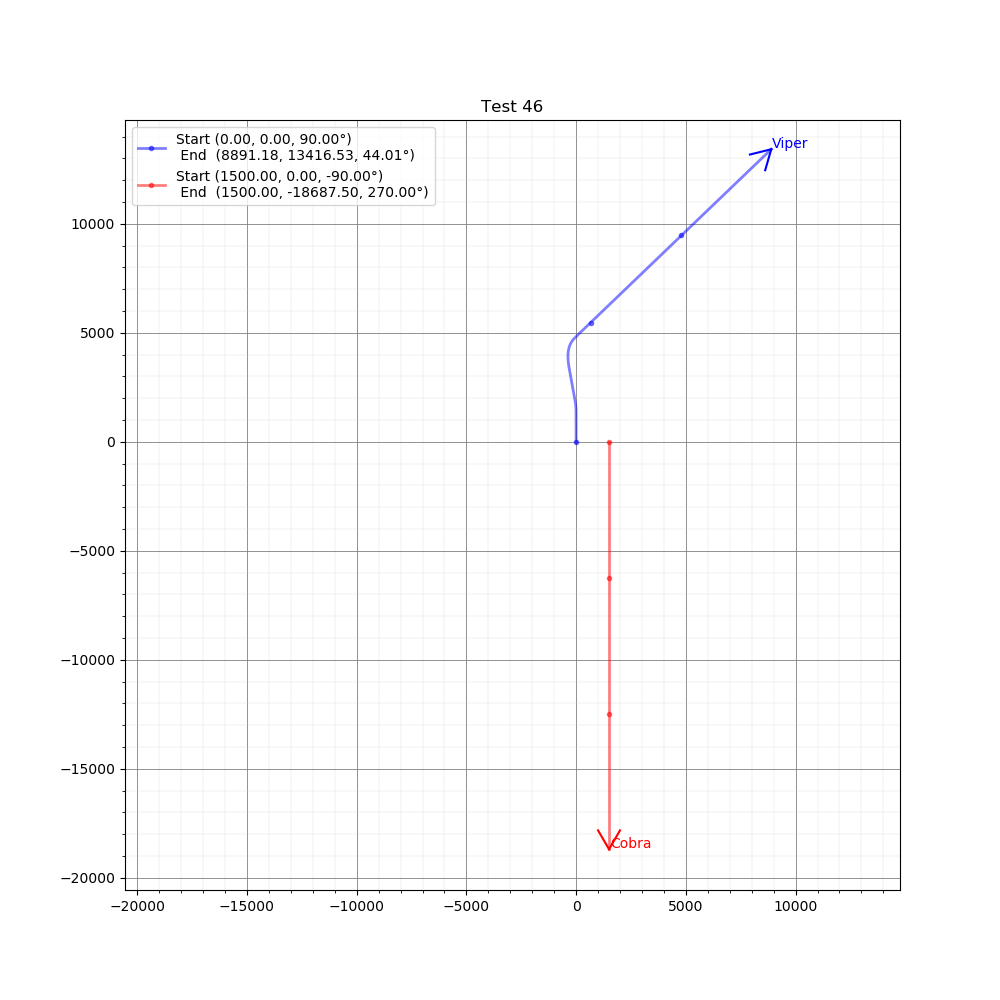 Test 46
Start (0.00, 0.00, 90.00°)
End (8891.18, 13416.53, 44.01°)
Start (1500.00, 0.00, -90.00°)
End (1500.00, -18687.50, 270.00°)
Viper
10000
5000
0
−5000
−10000
−15000
Cobra
−20000
−20000 −15000 −10000 −5000 0 5000 10000